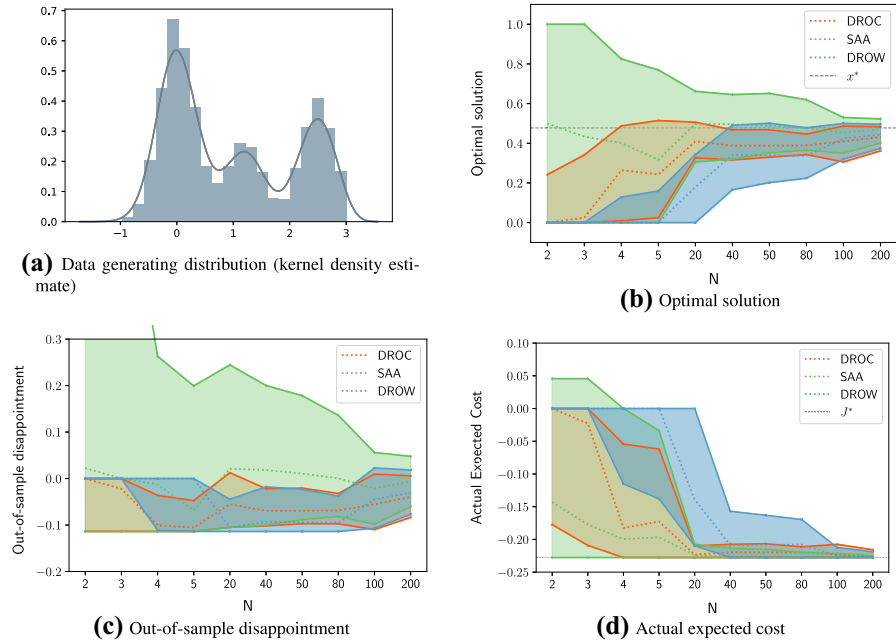 0.7
0.6
0.5
0.4
0.3
0.2
0.1
0.0
−1 0 1 2 3
(a) Data generating distribution (kernel density esti-
mate)
Optimal solution
1.0
0.8
0.6
0.4
0.2
0.0
DROC
SAA
DROW
x*
2 3 4 5 20 40 50 80 100 200
N
(b) Optimal solution
Out-of-sample disappointment
0.3
0.2
0.1
0.0
−0.1
−0.2
DROC
SAA
DROW
2 3 4 5 20 40 50 80 100 200
N
(c) Out-of-sample disappointment
Actual Expected Cost
0.10
0.05
0.00
−0.05
−0.10
−0.15
−0.20
−0.25
DROC
SAA
DROW
J*
2 3 4 5 20 40 50 80 100 200
N
(d) Actual expected cost